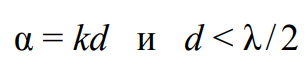 α = kd и d < λ/2